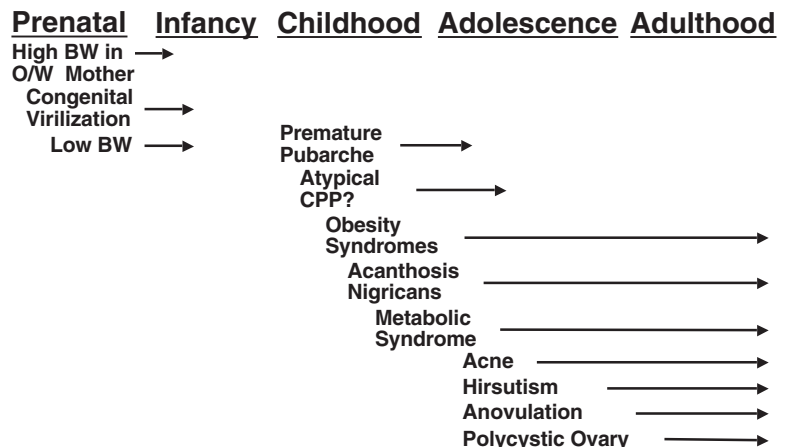 Prenatal Infancy Childhood Adolescence Adulthood
High BW in
O/W Mother
Congenital
Virilization
Low BW
Premature
Pubarche
Atypical
CPP?
Obesity
Syndromes
Acanthosis
Nigricans
Metabolic
Syndrome
Acne
Hirsutism
Anovulation
Polycystic Ovary